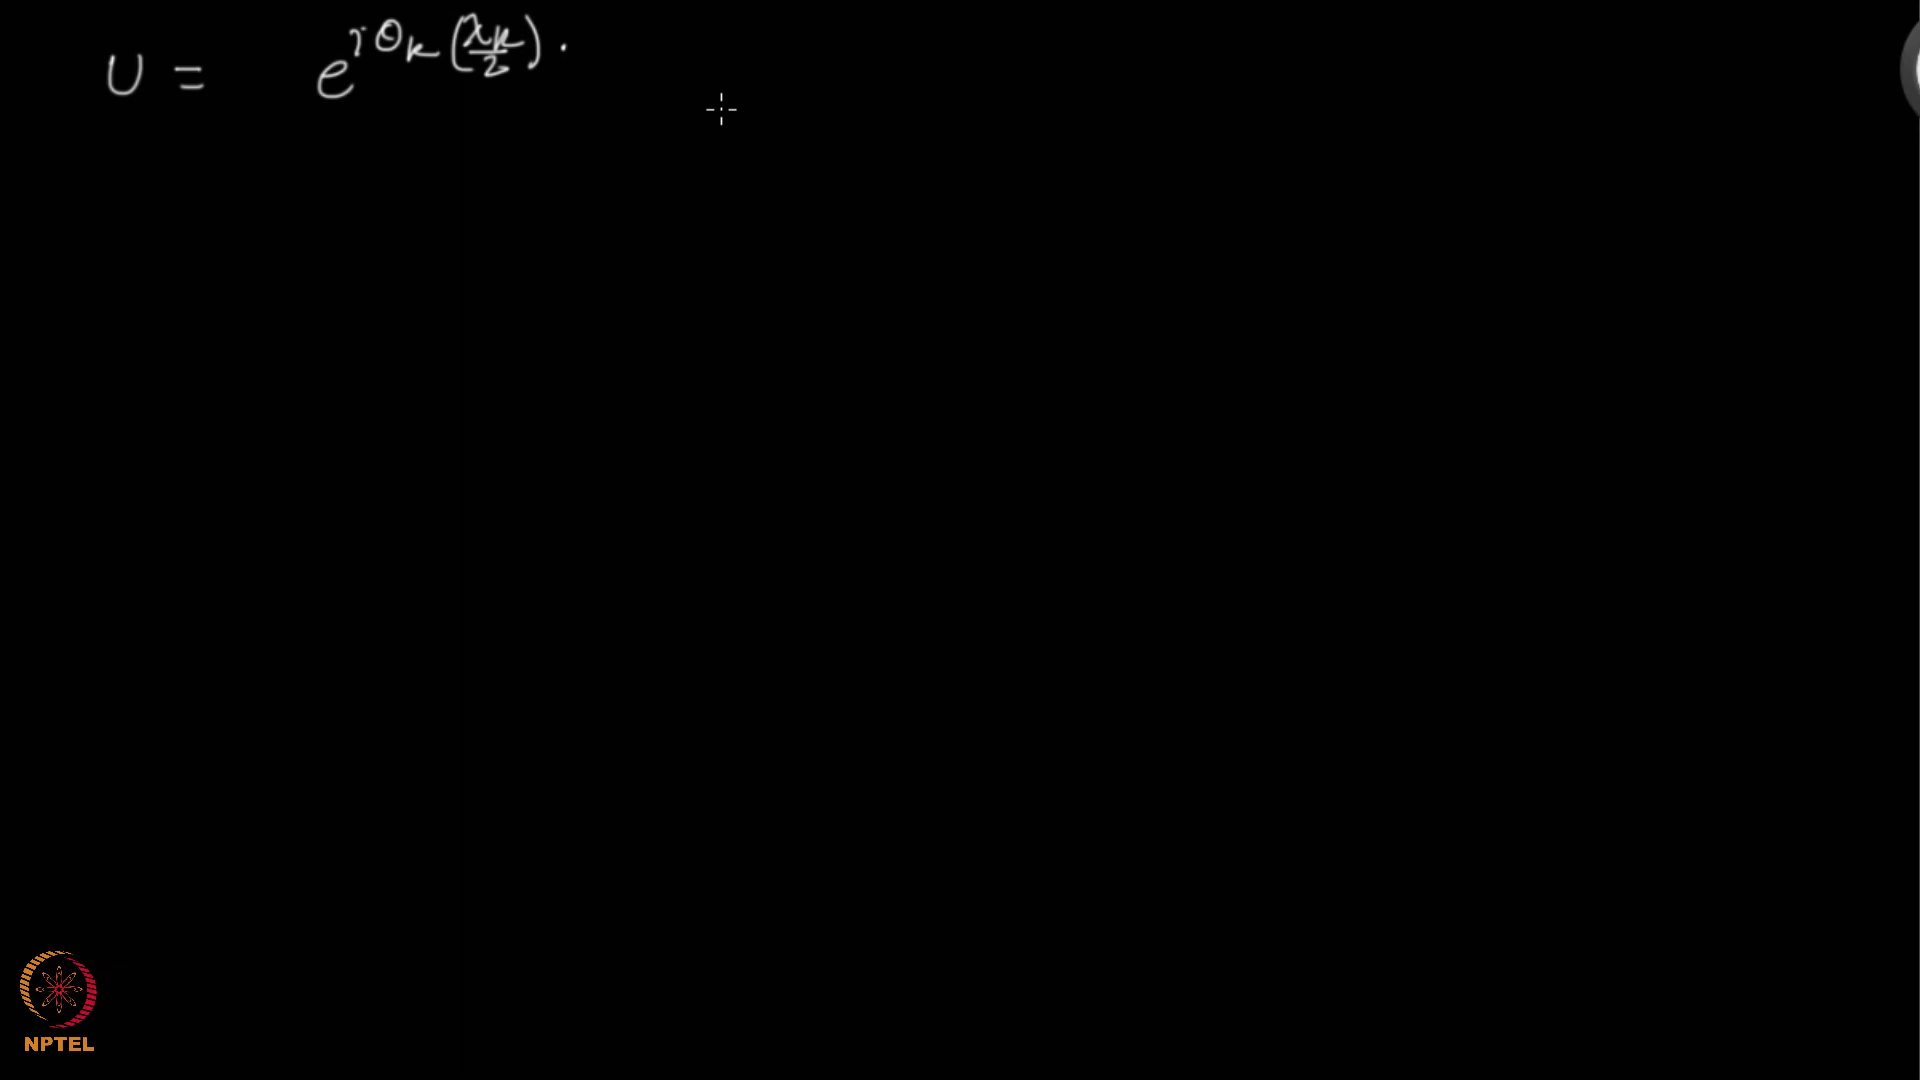 U = e^{iθ_k(λ_k/2)}.
NPTEL